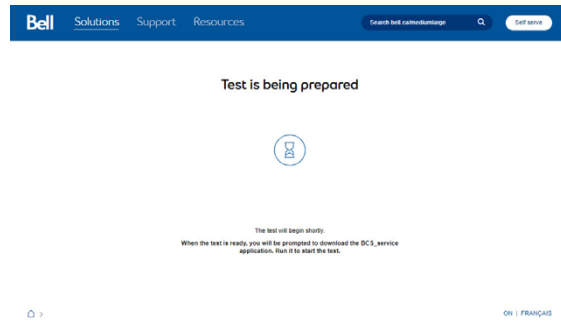 Bell Solutions Support Resources Search bell.ca/mediumlarge Self serve
Test is being prepared
The test will begin shortly.
When the test is ready, you will be prompted to download the DCS_service
application. Run it to start the test.
ON | FRANÇAIS